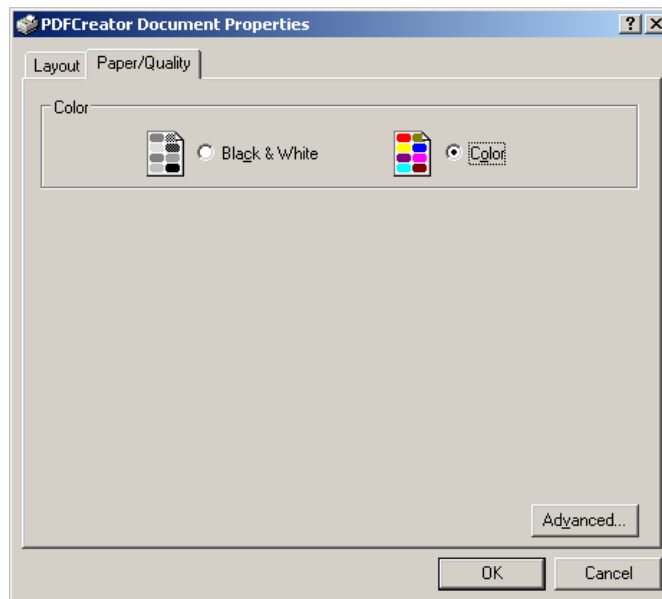 PDFCreator Document Properties
Layout Paper/Quality
Color
Black & White Color
Advanced...
OK Cancel